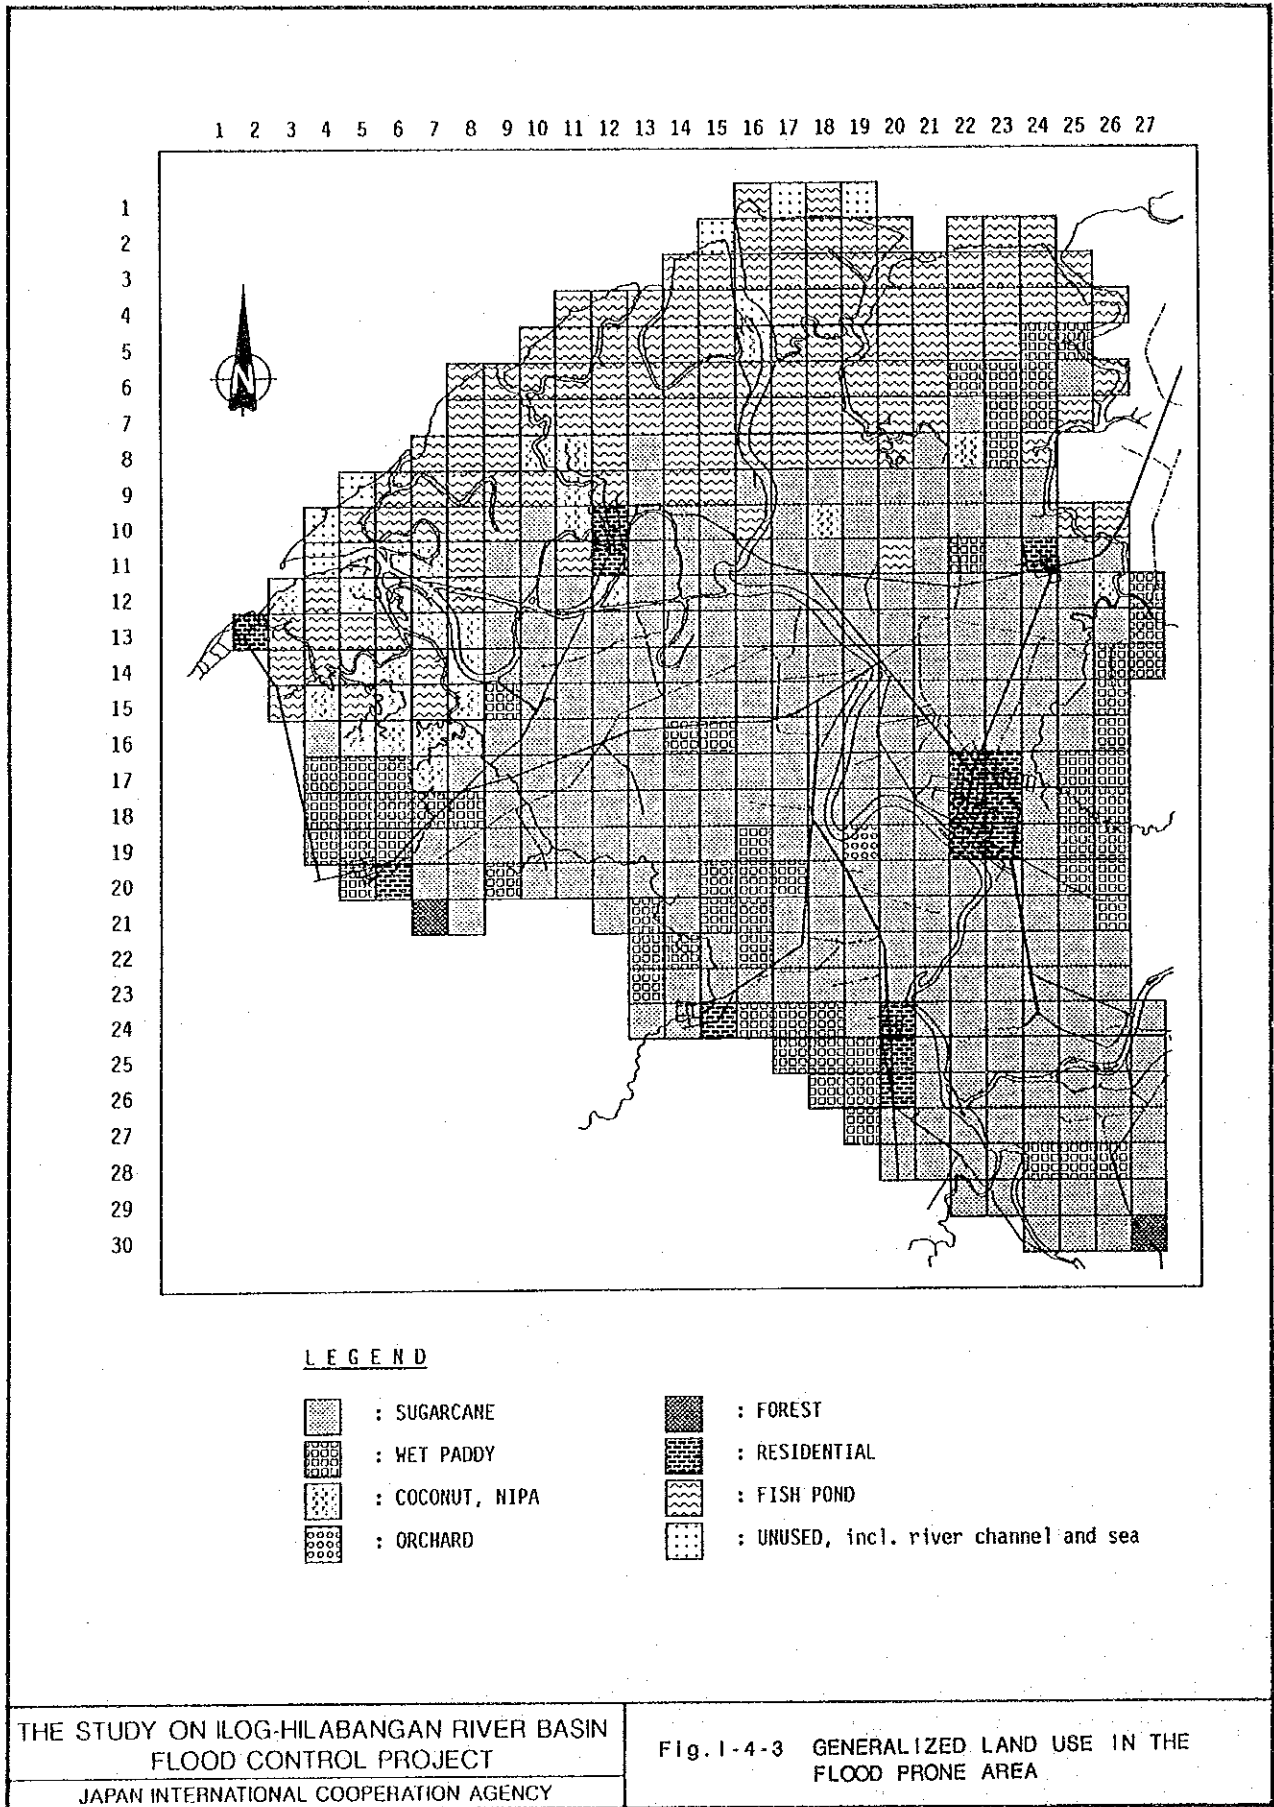 1 2 3 4 5 6 7 8 9 10 11 12 13 14 15 16 17 18 19 20 21 22 23 24 25 26 27
1
2
3
4
5
6
7
8
9
10
11
12
13
14
15
16
17
18
19
20
21
22
23
24
25
26
27
28
29
30
N
LEGEND
: SUGARCANE
: WET PADDY
: COCONUT, NIPA
: ORCHARD
: FOREST
: RESIDENTIAL
: FISH POND
: UNUSED, incl. river channel and sea
THE STUDY ON ILOG-HILABANGAN RIVER BASIN
FLOOD CONTROL PROJECT
JAPAN INTERNATIONAL COOPERATION AGENCY
Fig. I-4-3 GENERALIZED LAND USE IN THE
FLOOD PRONE AREA